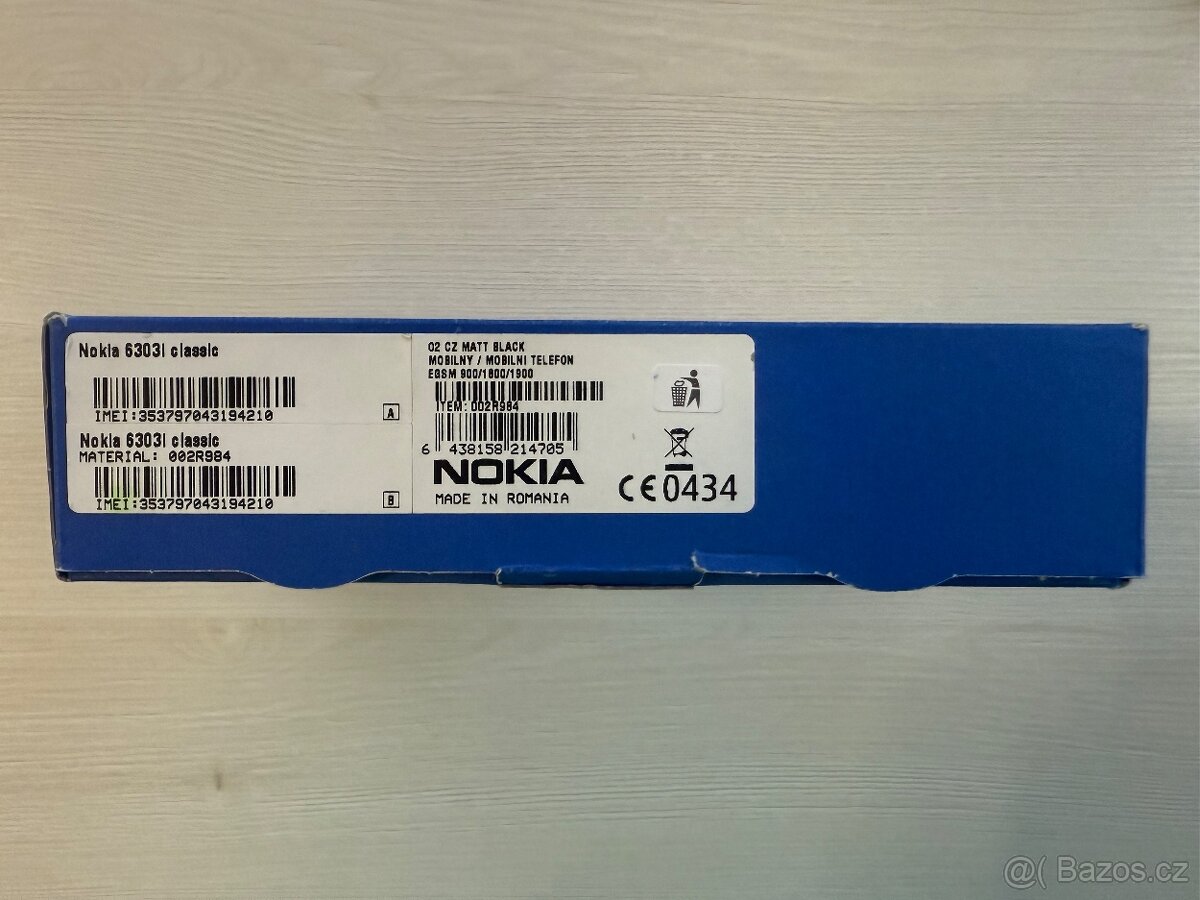 Nokia 6303i classic
IMEI:353797043194210
A
Nokia 6303i classic
MATERIAL: 002R984
IMEI:353797043194210
B
O2 CZ MATT BLACK
MOBILNY / MOBILNI TELEFON
EGSM 900/1800/1900
ITEM: 002R984
6 438158 214705
NOKIA
MADE IN ROMANIA
CE0434
@( Bazos.cz